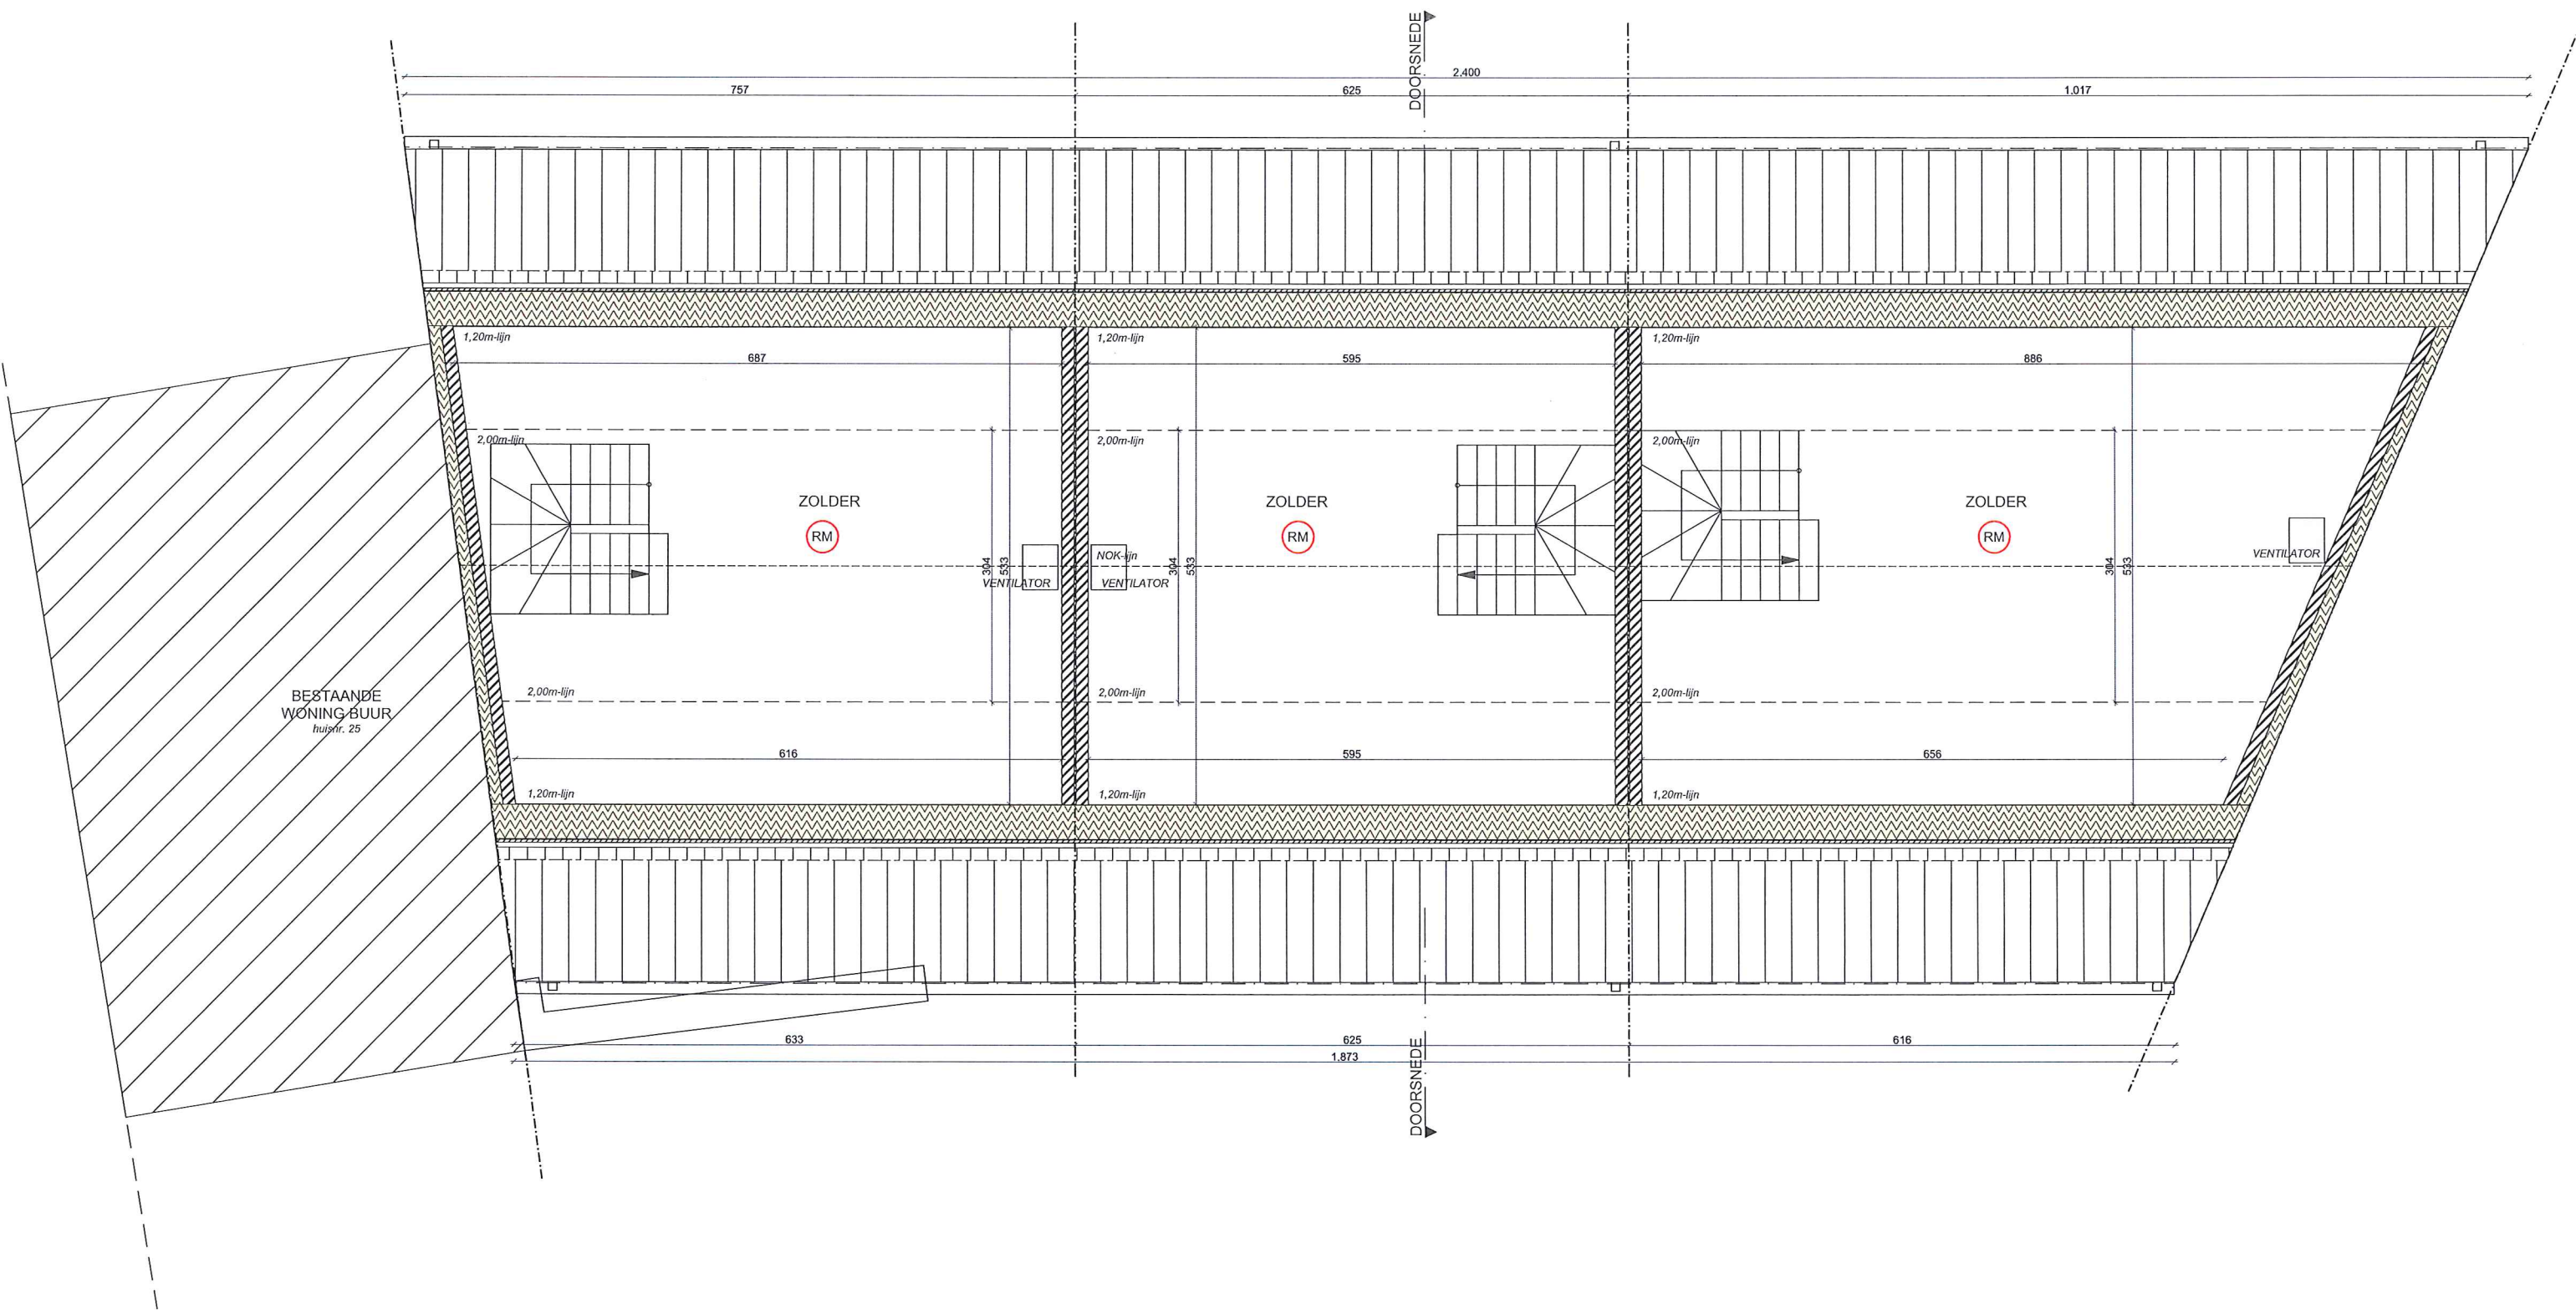 DOORSNEDE
2.400
757
625
1.017
1,20m-lijn
1,20m-lijn
1,20m-lijn
687
595
886
2,00m-lijn
2,00m-lijn
2,00m-lijn
ZOLDER
ZOLDER
ZOLDER
RM
RM
RM
NOK-lijn
VENTILATOR
304
533
304
533
304
533
VENTILATOR
VENTILATOR
BESTAANDE
WONING BUUR
huisnr. 25
2,00m-lijn
2,00m-lijn
2,00m-lijn
616
595
656
1,20m-lijn
1,20m-lijn
1,20m-lijn
633
625
616
1.873
DOORSNEDE